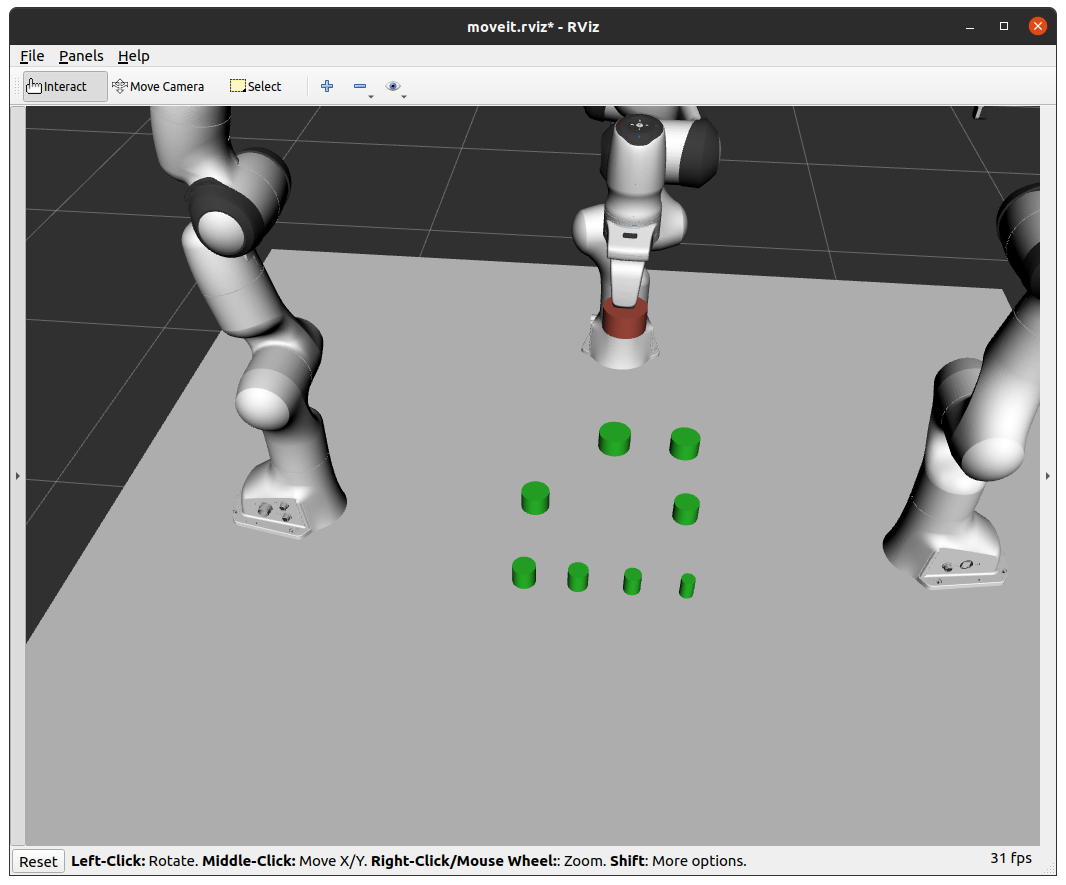 moveit.rviz* - RViz
File Panels Help
Interact Move Camera Select
Reset Left-Click: Rotate. Middle-Click: Move X/Y. Right-Click/Mouse Wheel:: Zoom. Shift: More options. 31 fps